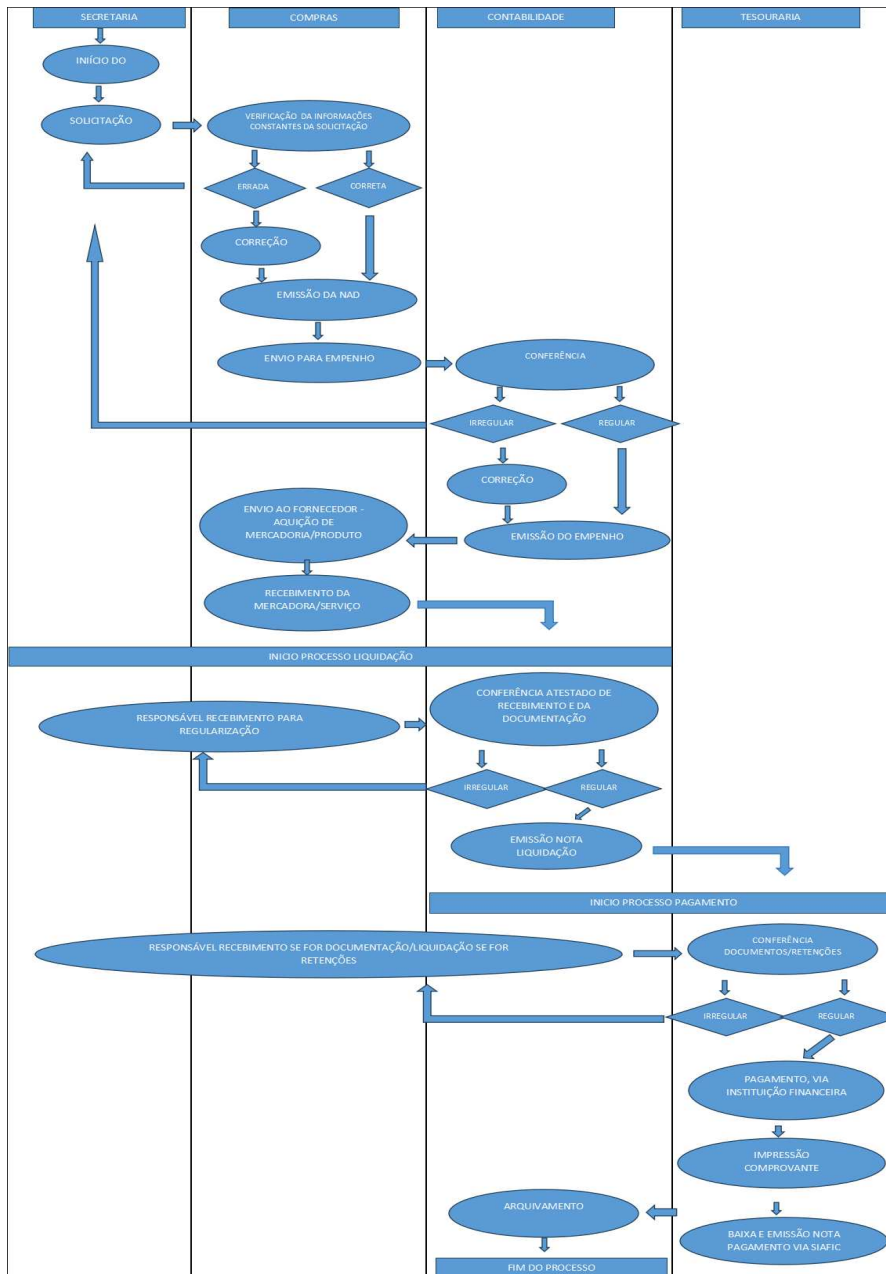 SECRETARIA
COMPRAS
CONTABILIDADE
TESOURARIA
INIÍCIO DO
SOLICITAÇÃO
VERIFICAÇÃO DA INFORMAÇÕES
CONSTANTES DA SOLICITAÇÃO
ERRADA
CORRETA
CORREÇÃO
EMISSÃO DA NAD
ENVIO PARA EMPENHO
CONFERÊNCIA
IRREGULAR
REGULAR
CORREÇÃO
ENVIO AO FORNECEDOR -
AQUIÇÃO DE
MERCADORIA/PRODUTO
EMISSÃO DO EMPENHO
RECEBIMENTO DA
MERCADORA/SERVIÇO
INICIO PROCESSO LIQUIDAÇÃO
CONFERÊNCIA ATESTADO DE
RECEBIMENTO E DA
DOCUMENTAÇÃO
RESPONSÁVEL RECEBIMENTO PARA
REGULARIZAÇÃO
IRREGULAR
REGULAR
EMISSÃO NOTA
LIQUIDAÇÃO
INICIO PROCESSO PAGAMENTO
RESPONSÁVEL RECEBIMENTO SE FOR DOCUMENTAÇÃO/LIQUIDAÇÃO SE FOR
RETENÇÕES
CONFERÊNCIA
DOCUMENTOS/RETENÇÕES
IRREGULAR
REGULAR
PAGAMENTO, VIA
INSTITUIÇÃO FINANCEIRA
IMPRESSÃO
COMPROVANTE
ARQUIVAMENTO
BAIXA E EMISSÃO NOTA
PAGAMENTO VIA SIAFIC
FIM DO PROCESSO